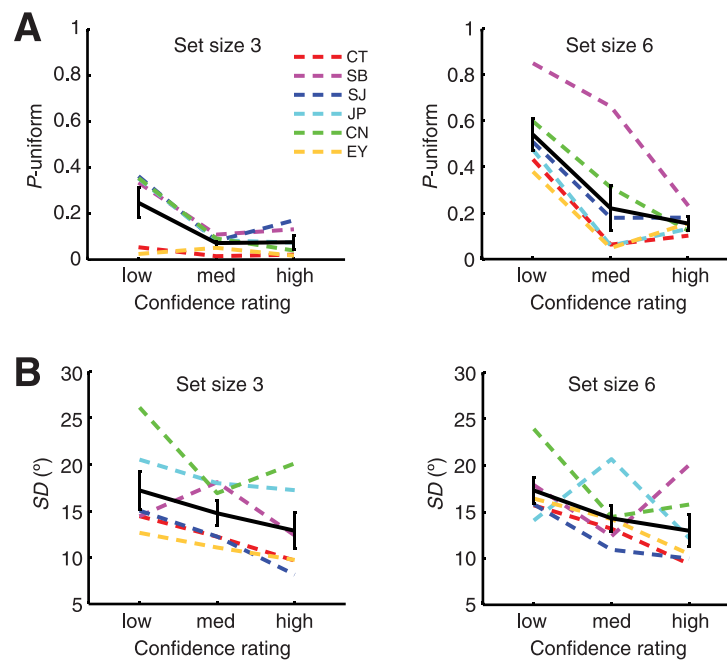 A
Set size 3
Set size 6
1
0.8
0.6
0.4
0.2
0
P-uniform
CT
SB
SJ
JP
CN
EY
low med high
Confidence rating
1
0.8
0.6
0.4
0.2
0
P-uniform
low med high
Confidence rating
B
Set size 3
Set size 6
30
25
20
15
10
5
SD (°)
low med high
Confidence rating
30
25
20
15
10
5
SD (°)
low med high
Confidence rating